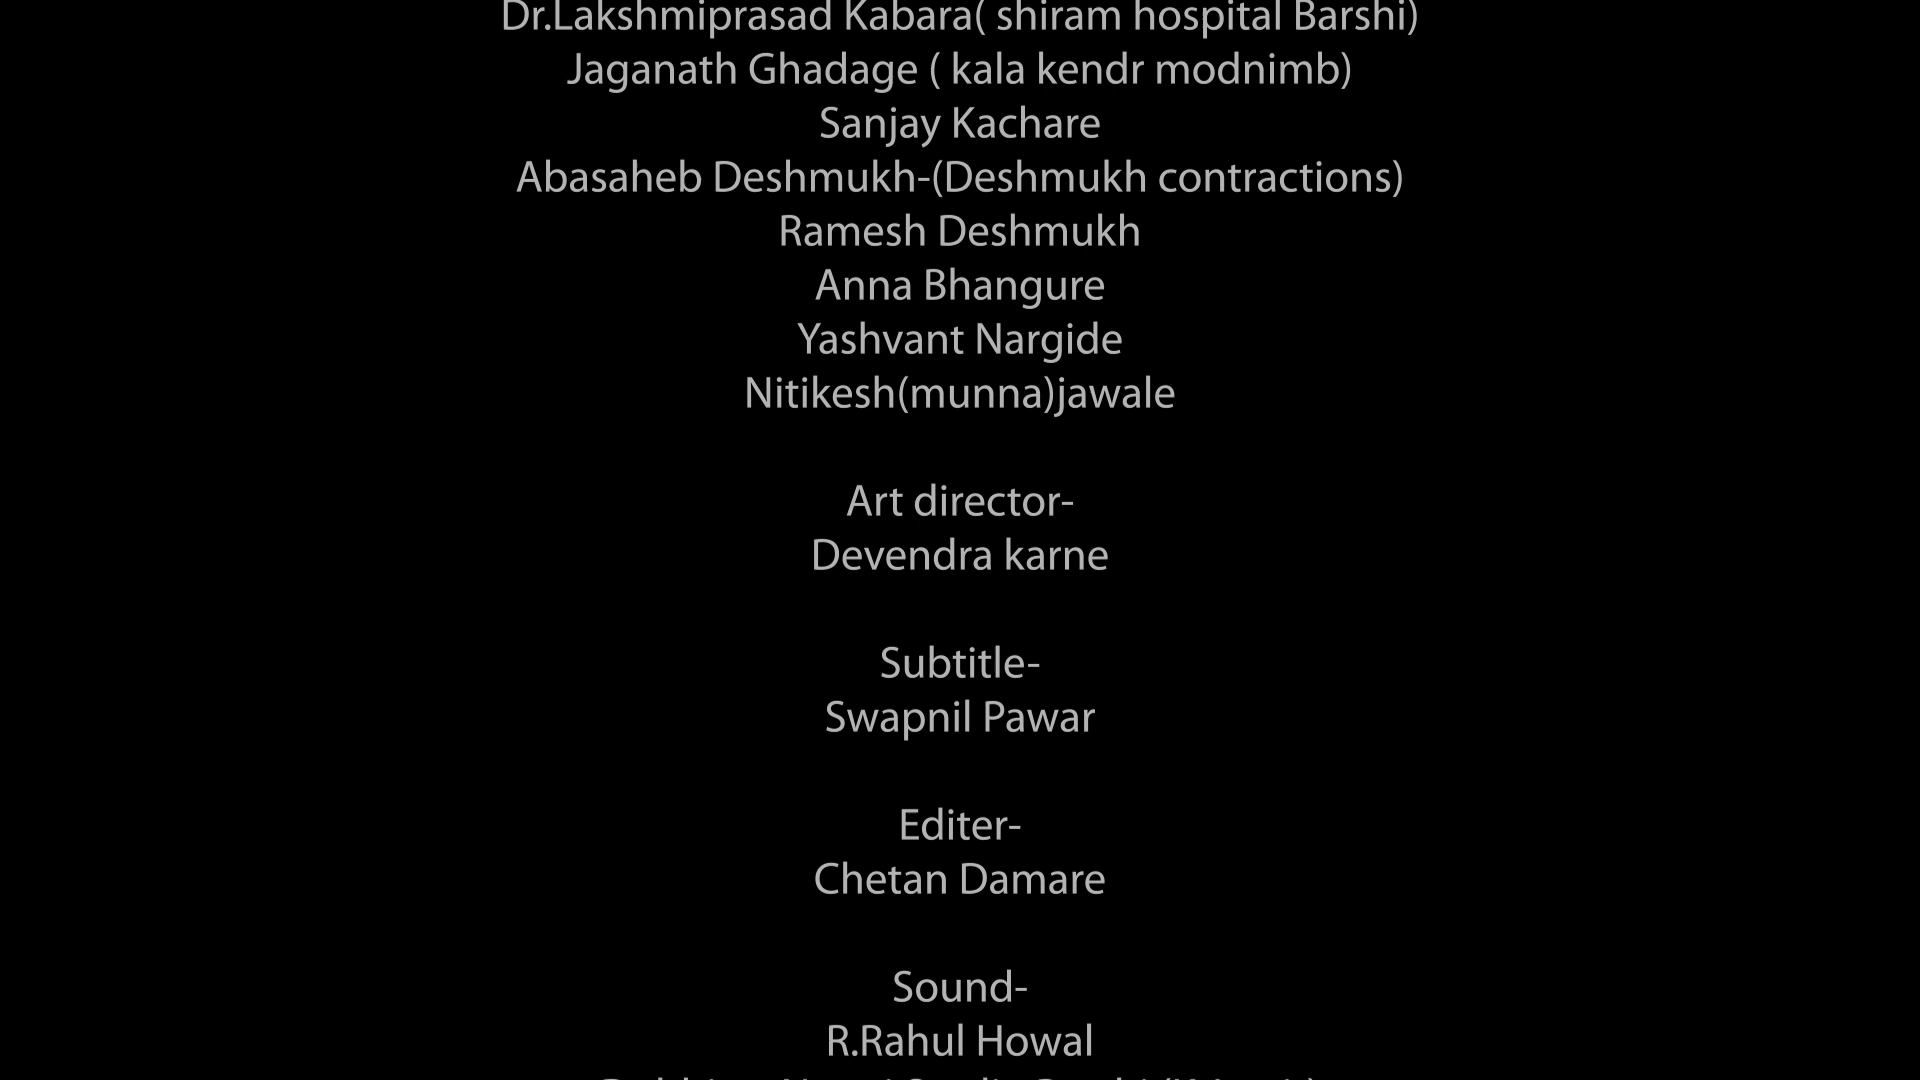 Dr.Lakshmiprasad Kabara( shiram hospital Barshi)
Jaganath Ghadage ( kala kendr modnimb)
Sanjay Kachare
Abasaheb Deshmukh-(Deshmukh contractions)
Ramesh Deshmukh
Anna Bhangure
Yashvant Nargide
Nitikesh(munna)jawale
Art director-
Devendra karne
Subtitle-
Swapnil Pawar
Editer-
Chetan Damare
Sound-
R.Rahul Howal